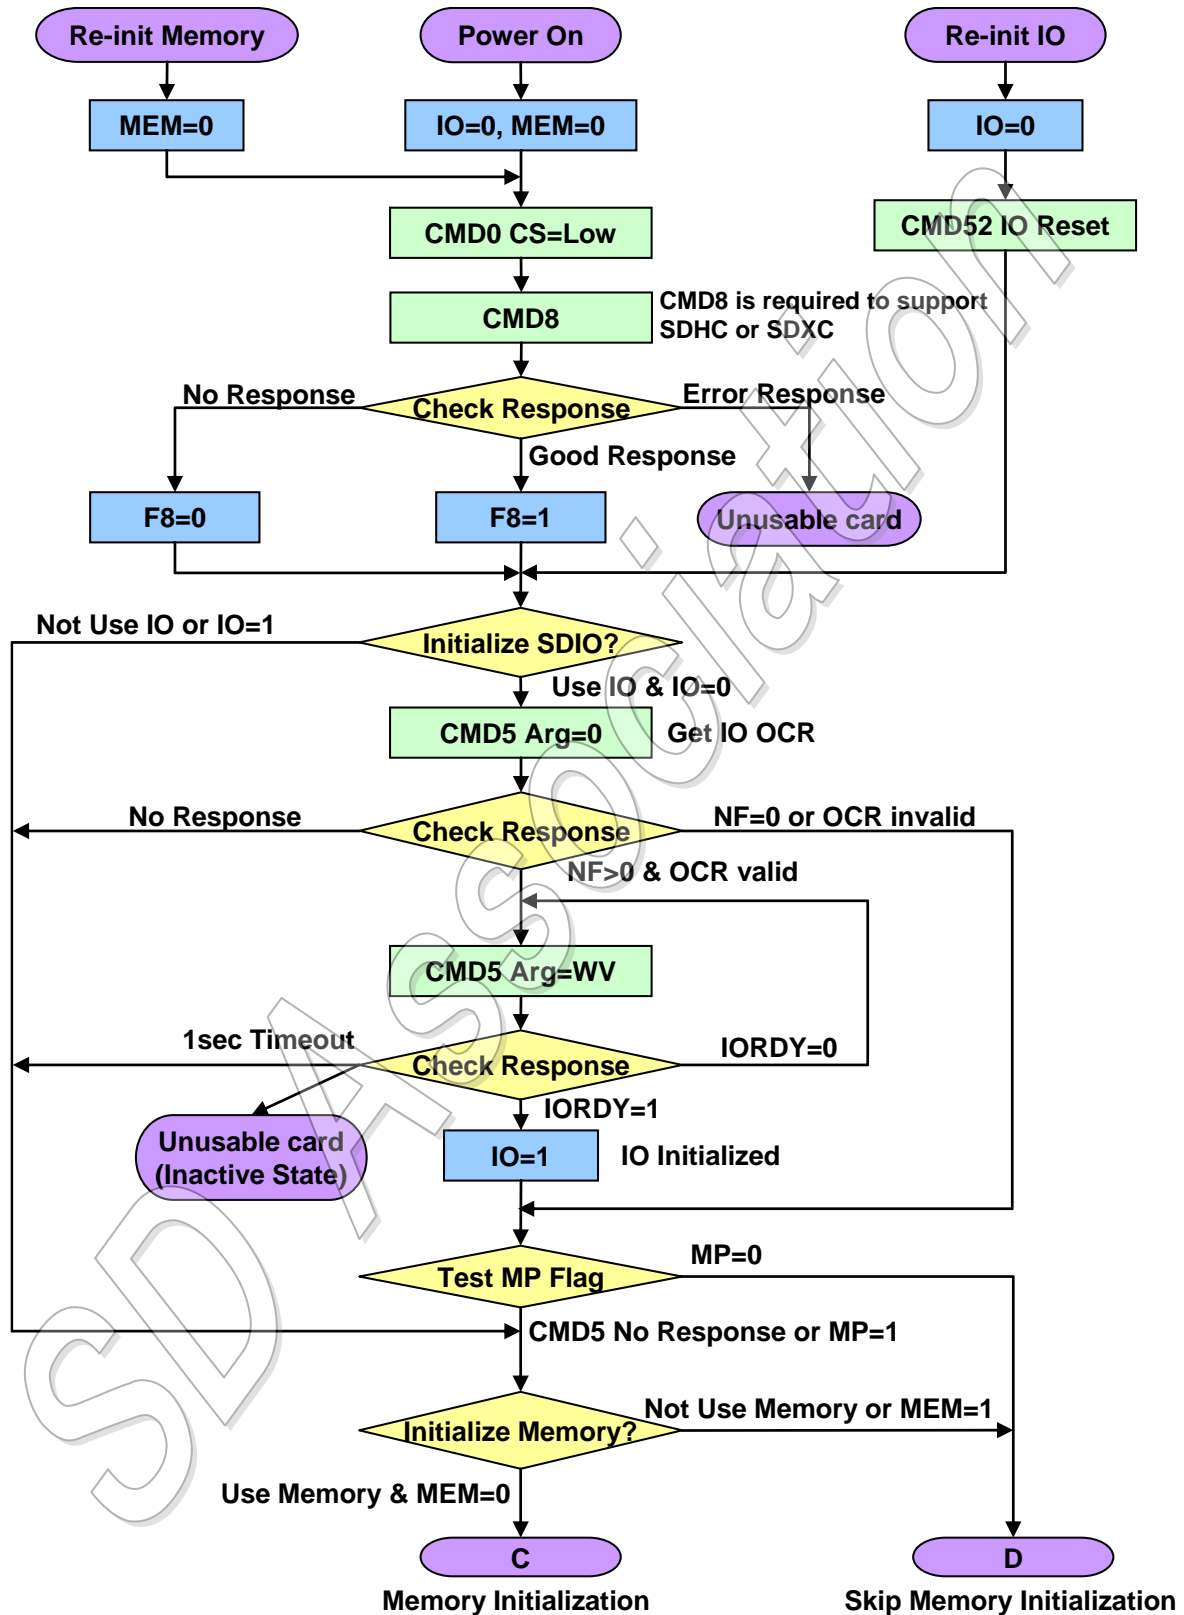 Re-init Memory
Power On
Re-init IO
MEM=0
IO=0, MEM=0
IO=0
CMD0 CS=Low
CMD52 IO Reset
CMD8
CMD8 is required to support
SDHC or SDXC
No Response
Check Response
Error Response
Good Response
F8=0
F8=1
Unusable card
Not Use IO or IO=1
Initialize SDIO?
Use IO & IO=0
CMD5 Arg=0
Get IO OCR
No Response
Check Response
NF=0 or OCR invalid
NF>0 & OCR valid
CMD5 Arg=WV
1sec Timeout
Check Response
IORDY=0
IORDY=1
Unusable card
(Inactive State)
IO=1
IO Initialized
Test MP Flag
MP=0
CMD5 No Response or MP=1
Initialize Memory?
Not Use Memory or MEM=1
Use Memory & MEM=0
C
D
Memory Initialization
Skip Memory Initialization
SD Association